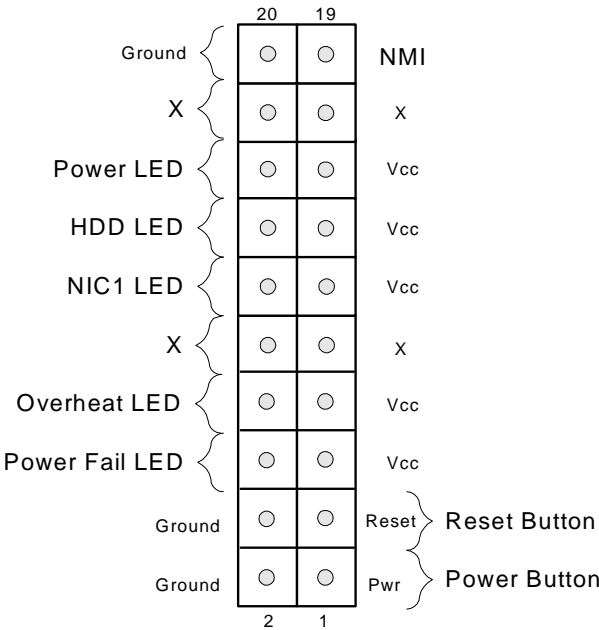 20 19
Ground NMI
X X
Power LED Vcc
HDD LED Vcc
NIC1 LED Vcc
X X
Overheat LED Vcc
Power Fail LED Vcc
Ground Reset Reset Button
Ground Pwr Power Button
2 1